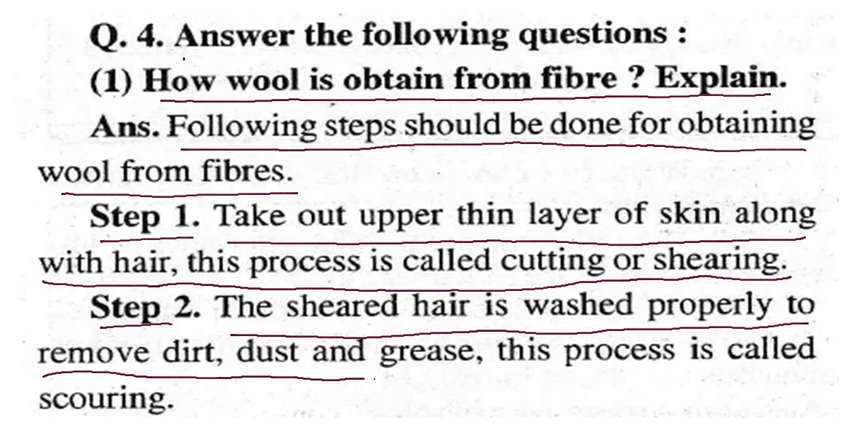 Q. 4. Answer the following questions :
(1) How wool is obtain from fibre ? Explain.
Ans. Following steps should be done for obtaining
wool from fibres.
Step 1. Take out upper thin layer of skin along
with hair, this process is called cutting or shearing.
Step 2. The sheared hair is washed properly to
remove dirt, dust and grease, this process is called
scouring.